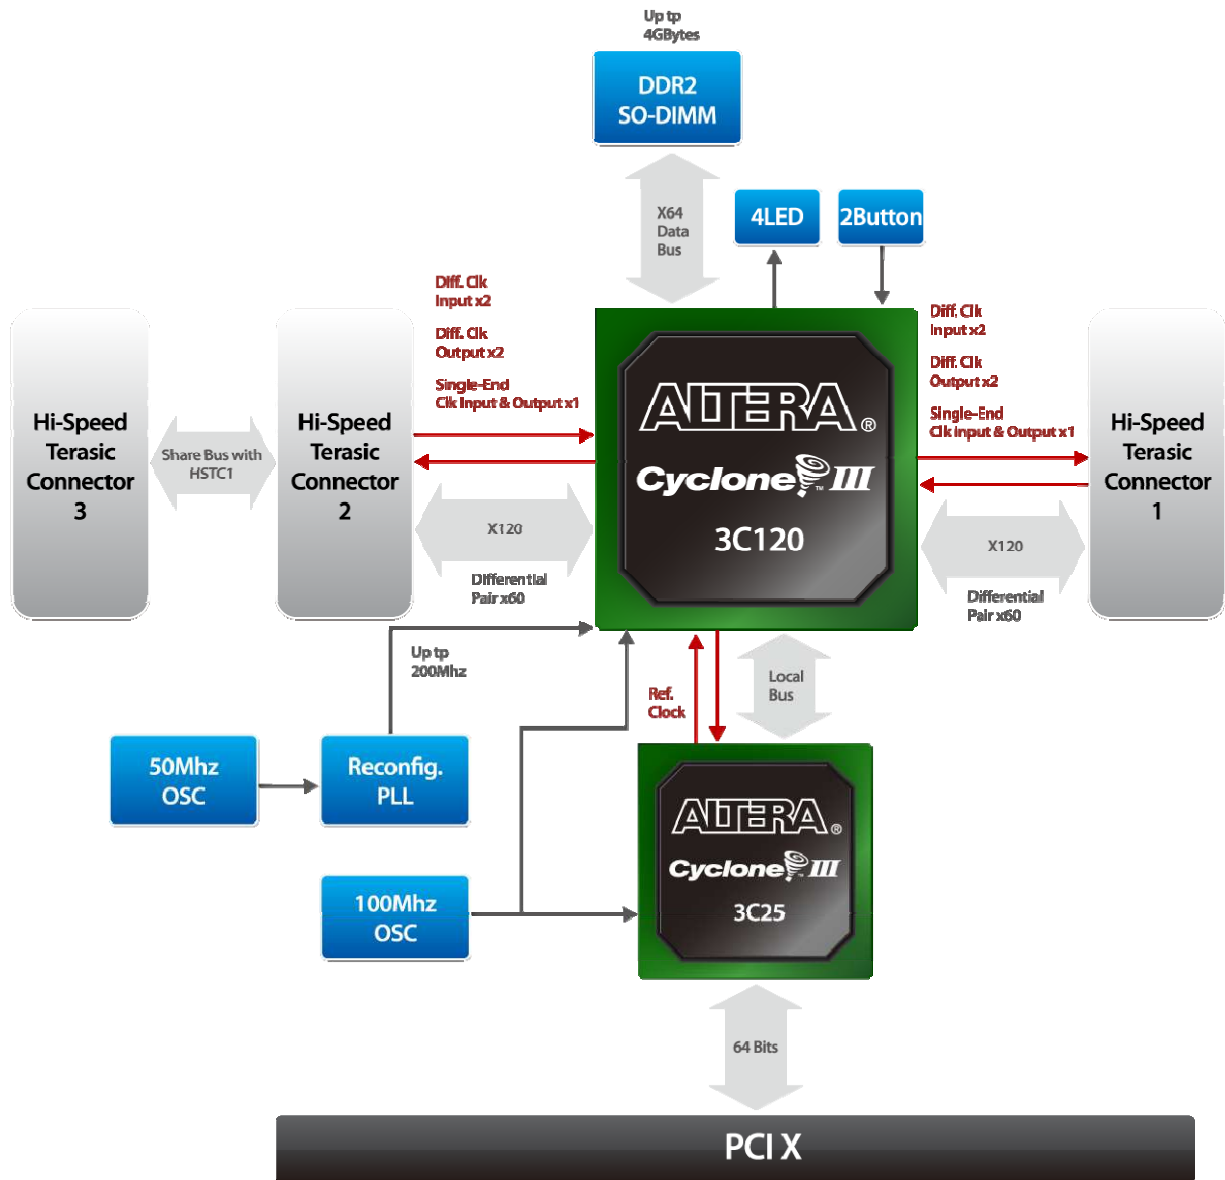 Up tp
4GBytes
DDR2
SO-DIMM
X64
Data
Bus
4LED
2Button
Diff. Clk
Input x2
Diff. Clk
Output x2
Single-End
Clk Input & Output x1
Diff. Clk
Input x2
Diff. Clk
Output x2
Single-End
Clk Input & Output x1
Hi-Speed
Terasic
Connector
3
Share Bus with
HSTC1
Hi-Speed
Terasic
Connector
2
X120
Differential
Pair x60
ALTERA®
Cyclone™ III
3C120
X120
Differential
Pair x60
Hi-Speed
Terasic
Connector
1
Up tp
200Mhz
Ref.
Clock
Local
Bus
50Mhz
OSC
Reconfig.
PLL
100Mhz
OSC
ALTERA®
Cyclone™ III
3C25
64 Bits
PCI X